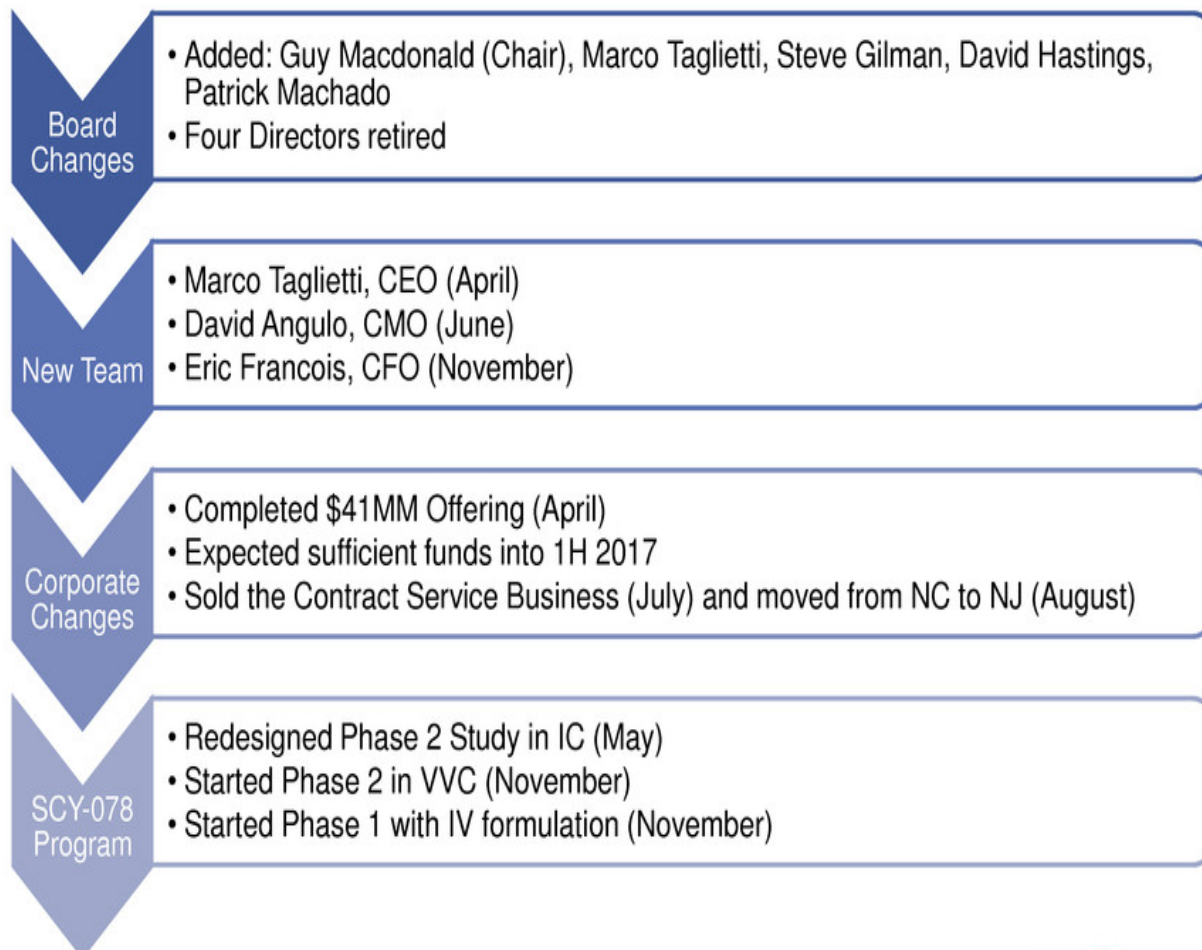 Board
Changes
• Added: Guy Macdonald (Chair), Marco Taglietti, Steve Gilman, David Hastings,
Patrick Machado
• Four Directors retired
New Team
• Marco Taglietti, CEO (April)
• David Angulo, CMO (June)
• Eric Francois, CFO (November)
Corporate
Changes
• Completed $41MM Offering (April)
• Expected sufficient funds into 1H 2017
• Sold the Contract Service Business (July) and moved from NC to NJ (August)
SCY-078
Program
• Redesigned Phase 2 Study in IC (May)
• Started Phase 2 in VVC (November)
• Started Phase 1 with IV formulation (November)